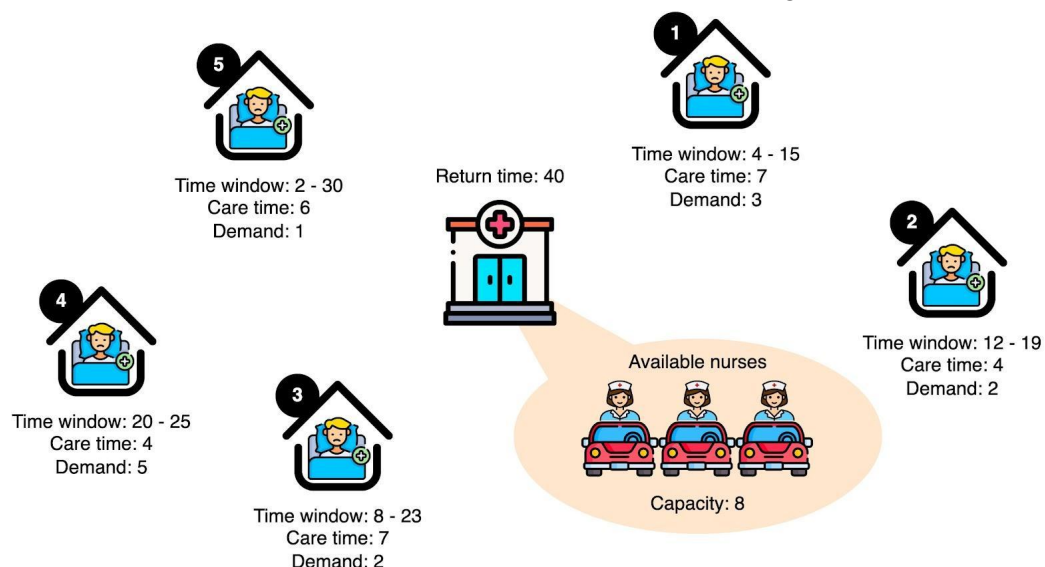 5
Time window: 2 - 30
Care time: 6
Demand: 1
Return time: 40
1
Time window: 4 - 15
Care time: 7
Demand: 3
2
Time window: 12 - 19
Care time: 4
Demand: 2
4
Time window: 20 - 25
Care time: 4
Demand: 5
3
Time window: 8 - 23
Care time: 7
Demand: 2
Available nurses
Capacity: 8